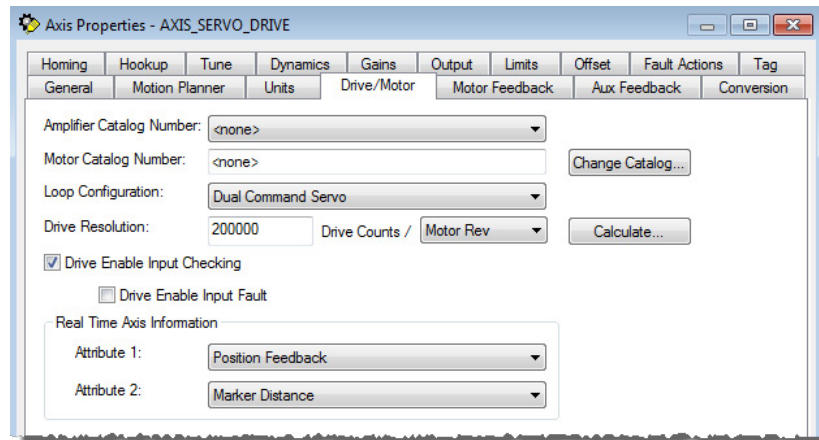 Axis Properties - AXIS_SERVO_DRIVE
Homing Hookup Tune Dynamics Gains Output Limits Offset Fault Actions Tag
General Motion Planner Units Drive/Motor Motor Feedback Aux Feedback Conversion
Amplifier Catalog Number: <none>
Motor Catalog Number: <none> Change Catalog...
Loop Configuration: Dual Command Servo
Drive Resolution: 200000 Drive Counts / Motor Rev Calculate...
Drive Enable Input Checking
Drive Enable Input Fault
Real Time Axis Information
Attribute 1: Position Feedback
Attribute 2: Marker Distance